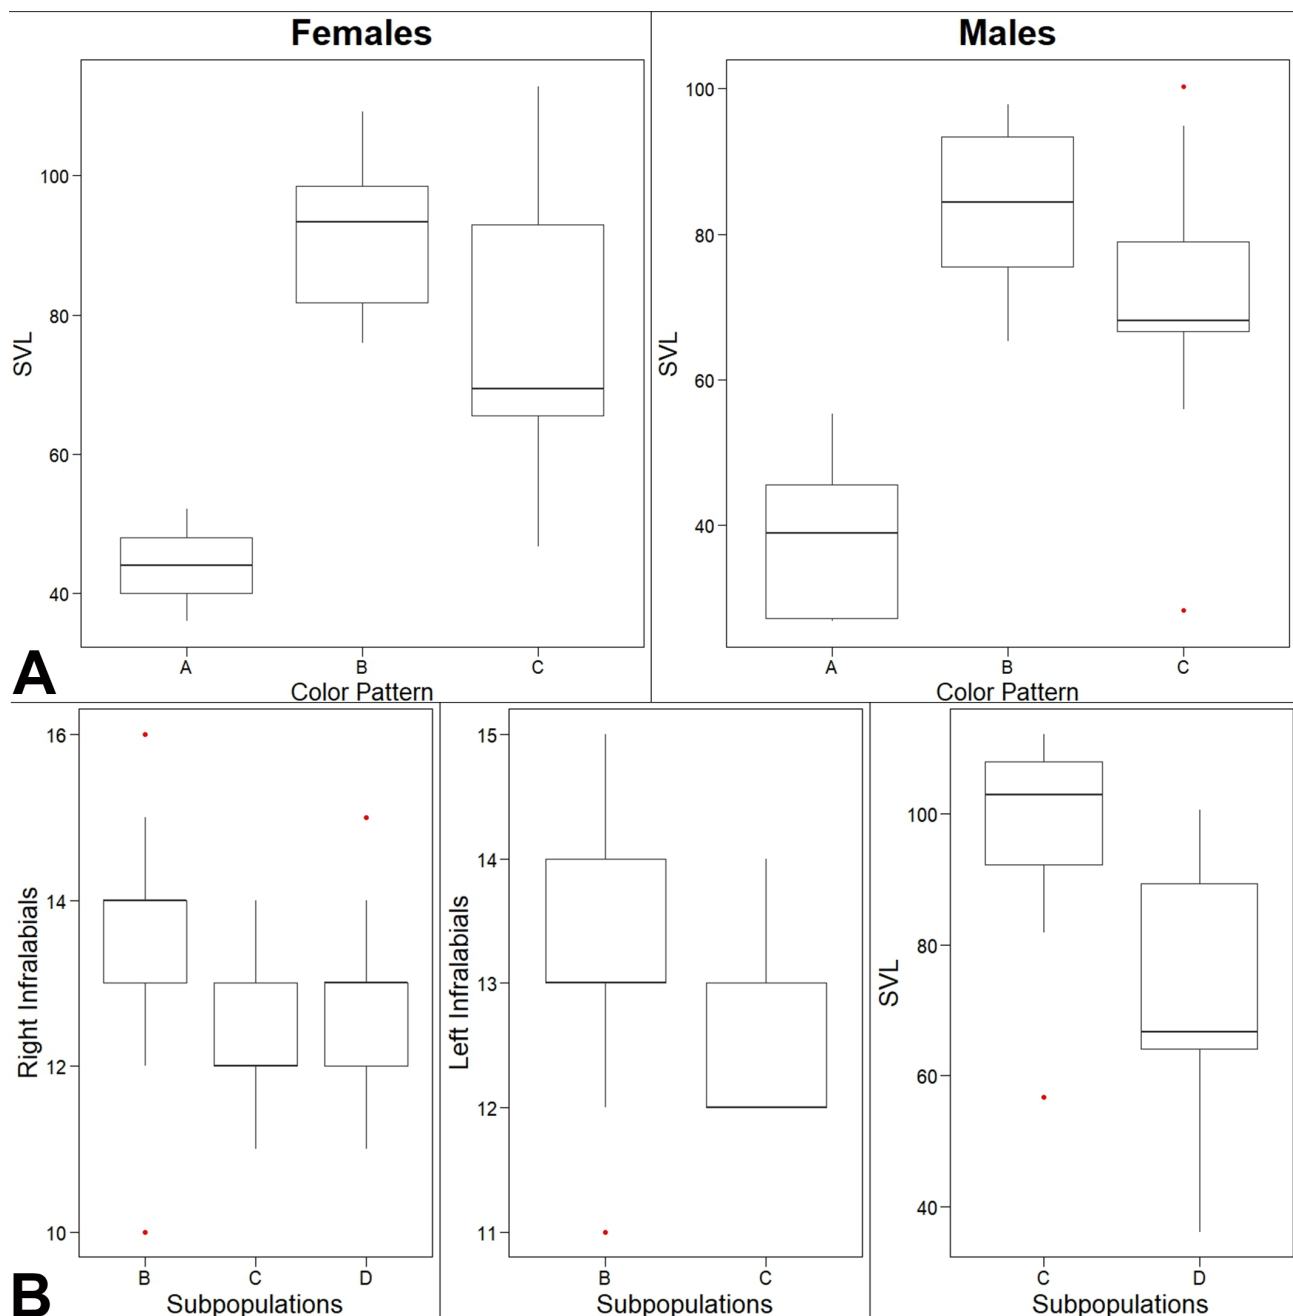 Females
Males
SVL
100
80
60
40
A
B
C
Color Pattern
SVL
100
80
60
40
A
B
C
Color Pattern
A
Right Infralabials
16
14
12
10
B
C
D
Subpopulations
Left Infralabials
15
14
13
12
11
B
C
Subpopulations
SVL
100
80
60
40
C
D
Subpopulations
B